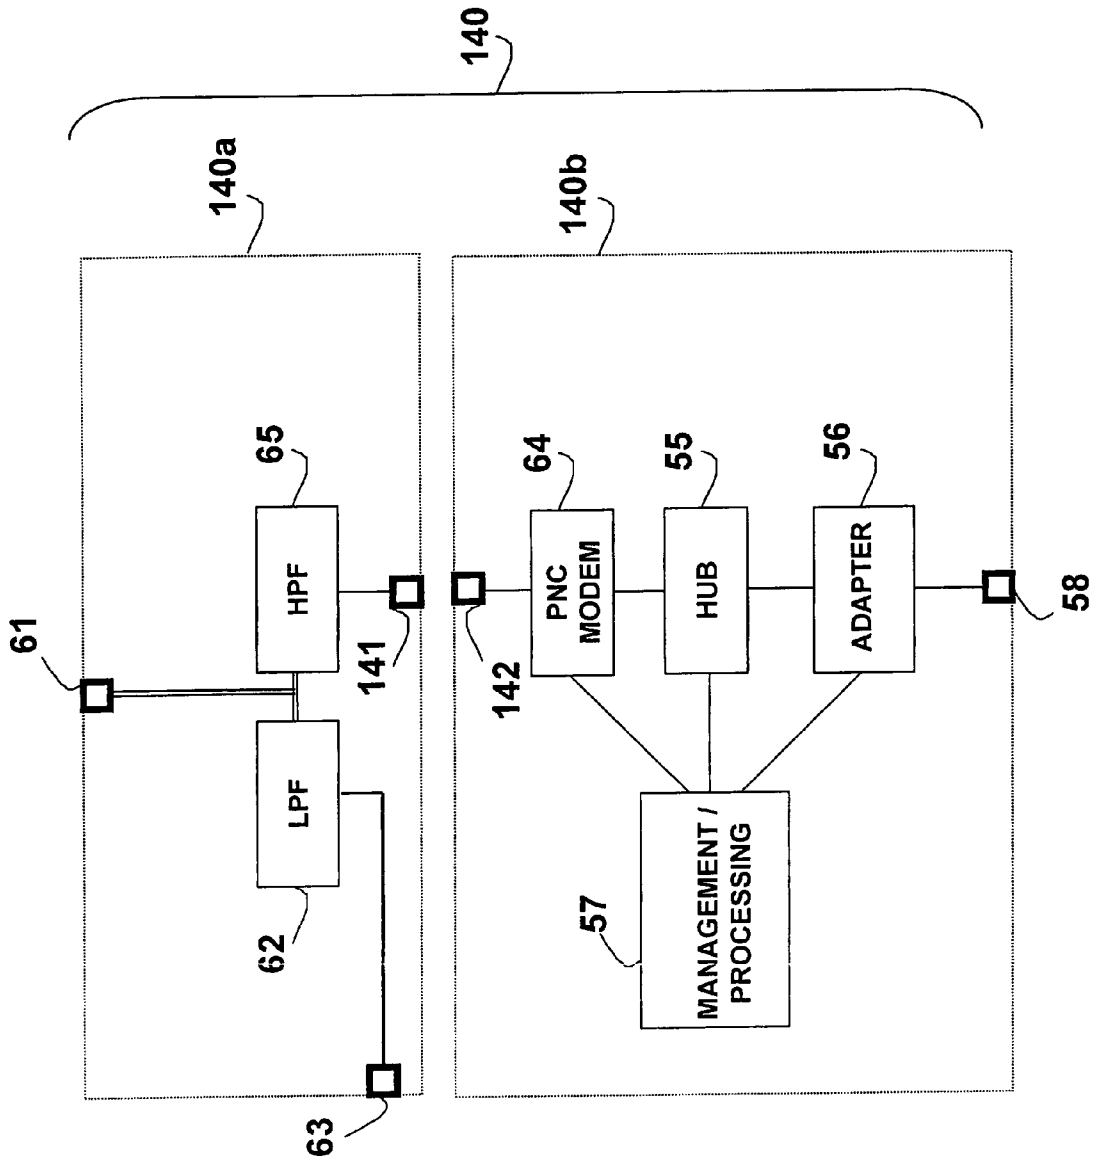 61
140a
62
65
LPF
HPF
63
141
140
142
64
140b
PNC
MODEM
57
55
MANAGEMENT /
PROCESSING
HUB
56
ADAPTER
58